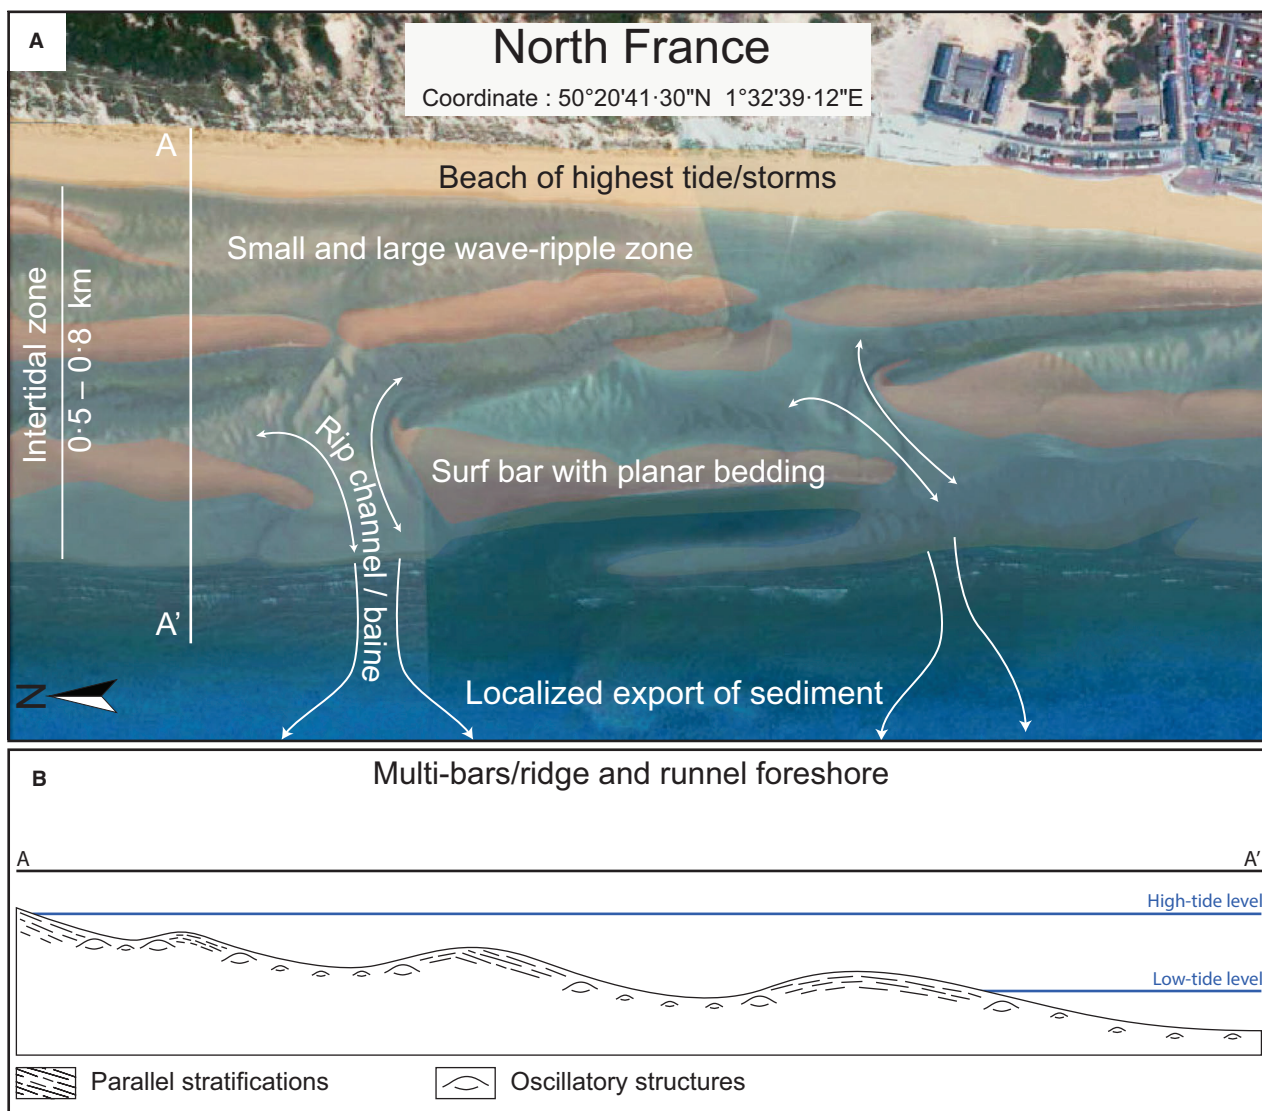 A
North France
Coordinate : 50°20'41·30"N 1°32'39·12"E
A
Beach of highest tide/storms
Small and large wave-ripple zone
Intertidal zone
0·5 – 0·8 km
Rip channel / baine
Surf bar with planar bedding
A'
N
Localized export of sediment
B
Multi-bars/ridge and runnel foreshore
A
A'
High-tide level
Low-tide level
Parallel stratifications
Oscillatory structures